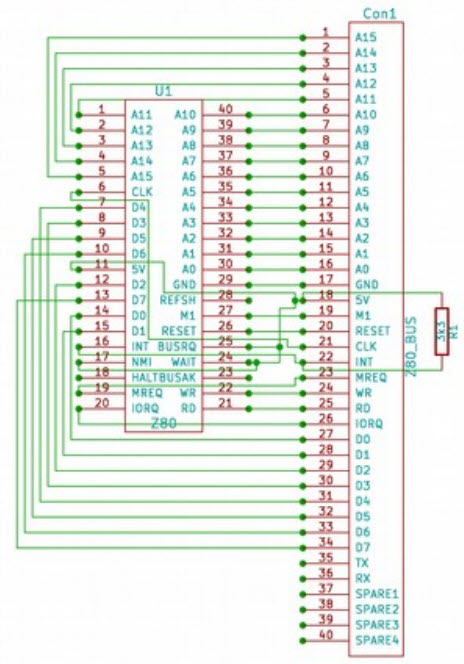 Con1
1 A15
2 A14
3 A13
4 A12
5 A11
6 A10
7 A9
8 A8
9 A7
10 A6
11 A5
12 A4
13 A3
14 A2
15 A1
16 A0
17 GND
18 5V
19 M1
20 RESET
21 CLK
22 INT
23 MREQ
24 WR
25 RD
26 IORQ
27 D0
28 D1
29 D2
30 D3
31 D4
32 D5
33 D6
34 D7
35 TX
36 RX
37 SPARE1
38 SPARE2
39 SPARE3
40 SPARE4
Z80_BUS
U1
1 A11 A10 40
2 A12 A9 39
3 A13 A8 38
4 A14 A7 37
5 A15 A6 36
6 CLK A5 35
7 D4 A4 34
8 D3 A3 33
9 D5 A2 32
10 D6 A1 31
11 5V A0 30
12 D2 GND 29
13 D7 REFSH 28
14 D0 M1 27
15 D1 RESET 26
16 INT BUSRQ 25
17 NMI WAIT 24
18 HALTBUSAK 23
19 MREQ WR 22
20 IORQ RD 21
Z80
3k3
R1